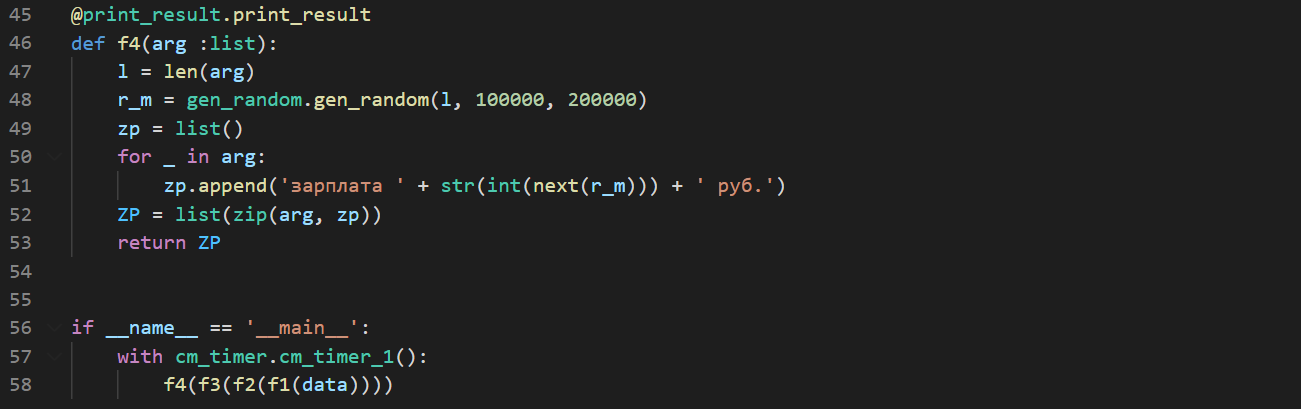 45 @print_result.print_result
46 def f4(arg :list):
47     l = len(arg)
48     r_m = gen_random.gen_random(l, 100000, 200000)
49     zp = list()
50     for _ in arg:
51         zp.append('зарплата ' + str(int(next(r_m))) + ' руб.')
52     ZP = list(zip(arg, zp))
53     return ZP
54
55
56 if __name__ == '__main__':
57     with cm_timer.cm_timer_1():
58         f4(f3(f2(f1(data))))